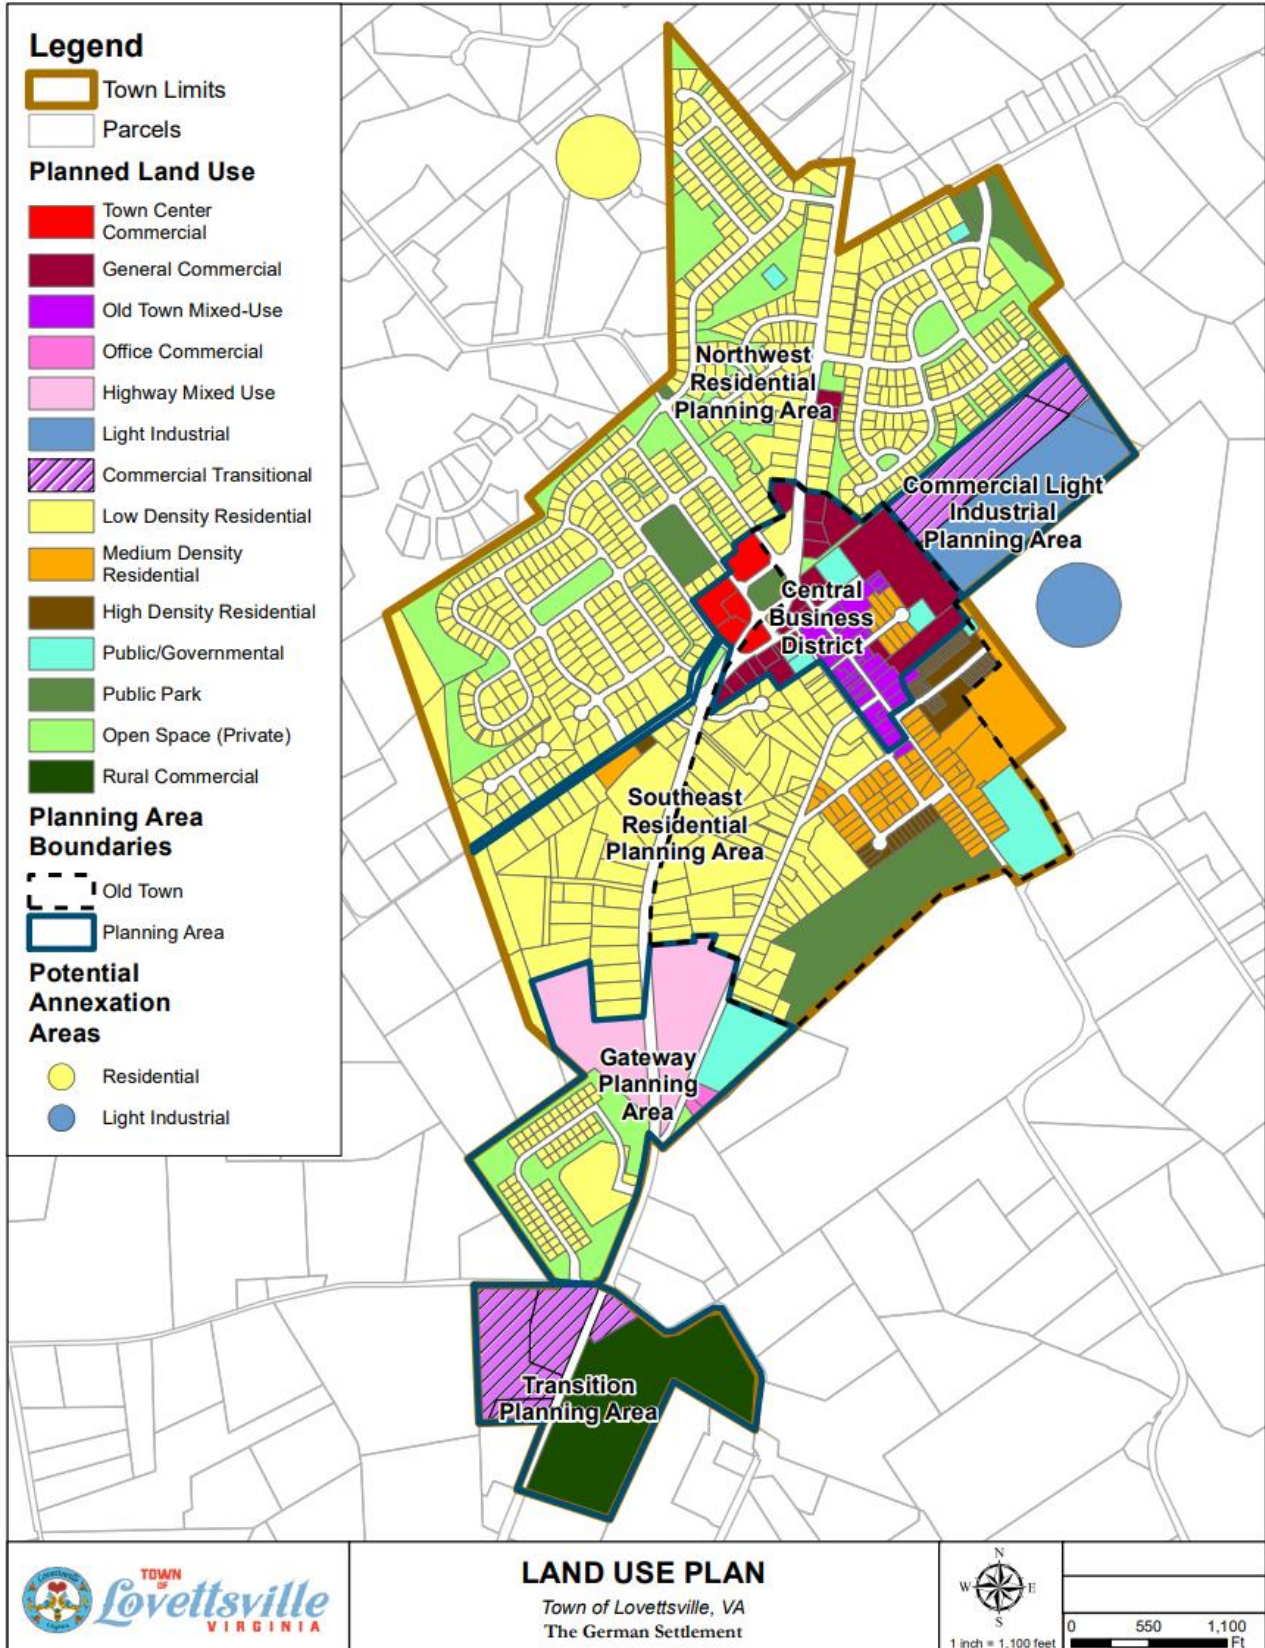 Legend
Town Limits
Parcels
Planned Land Use
Town Center
Commercial
General Commercial
Old Town Mixed-Use
Office Commercial
Highway Mixed Use
Light Industrial
Commercial Transitional
Low Density Residential
Medium Density
Residential
High Density Residential
Public/Governmental
Public Park
Open Space (Private)
Rural Commercial
Planning Area
Boundaries
Old Town
Planning Area
Potential
Annexation
Areas
Residential
Light Industrial
Northwest
Residential
Planning Area
Commercial Light
Industrial
Planning Area
Central
Business
District
Southeast
Residential
Planning Area
Gateway
Planning
Area
Transition
Planning Area
TOWN
OF
Lovettsville
VIRGINIA
LAND USE PLAN
Town of Lovettsville, VA
The German Settlement
N
W E
S
1 inch = 1,100 feet
0 550 1,100
Ft